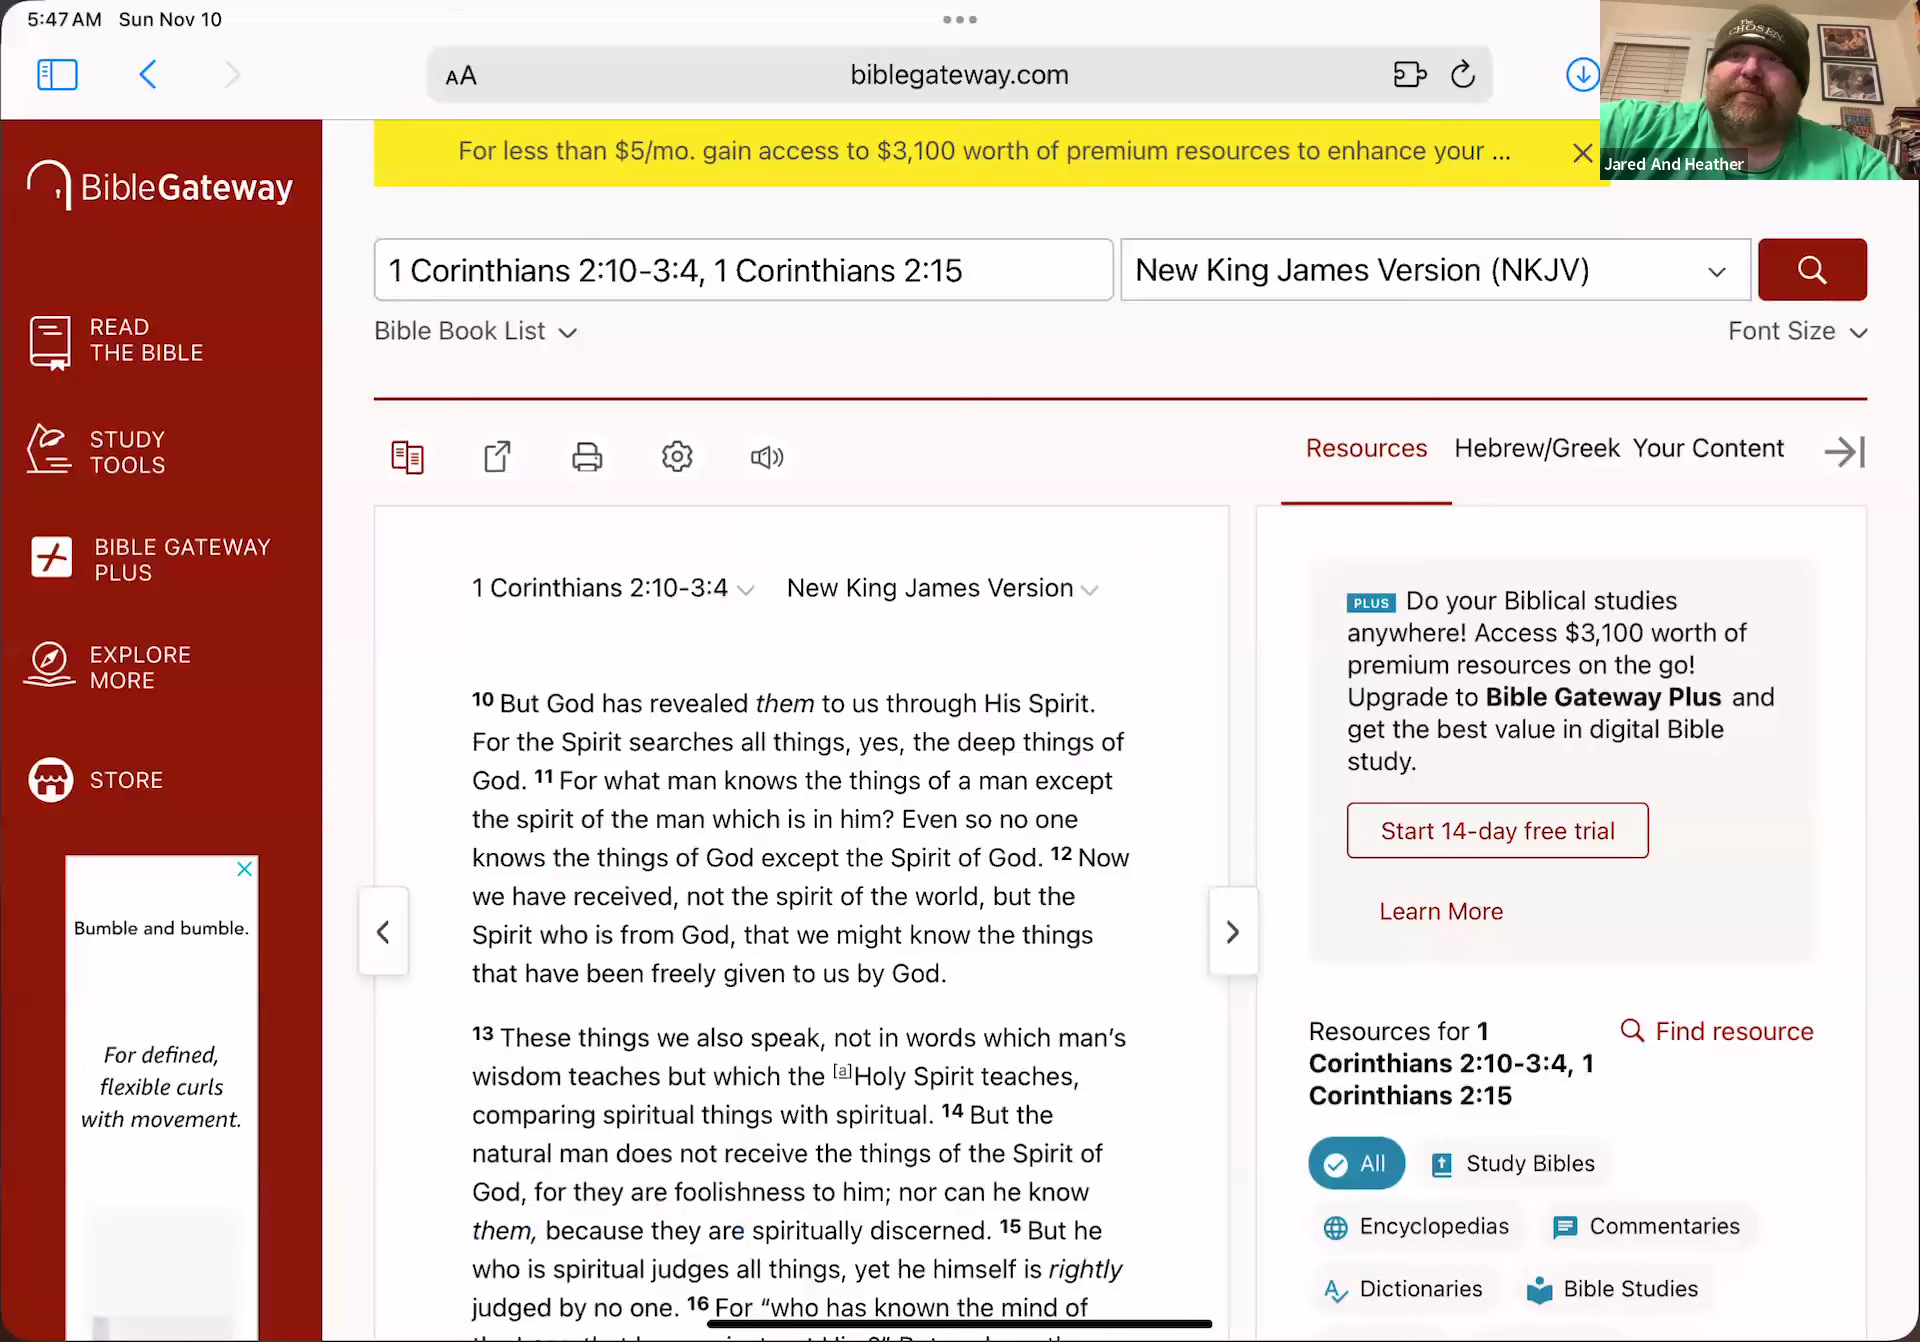 5:47 AM Sun Nov 10
AA
biblegateway.com
The
CHOSEN
Jared And Heather
BibleGateway
For less than $5/mo. gain access to $3,100 worth of premium resources to enhance your ...
1 Corinthians 2:10-3:4, 1 Corinthians 2:15
New King James Version (NKJV)
Bible Book List
Font Size
READ
THE BIBLE
STUDY
TOOLS
BIBLE GATEWAY
PLUS
EXPLORE
MORE
STORE
Bumble and bumble.
For defined,
flexible curls
with movement.
Resources
Hebrew/Greek
Your Content
1 Corinthians 2:10-3:4
New King James Version
10 But God has revealed them to us through His Spirit.
For the Spirit searches all things, yes, the deep things of
God. 11 For what man knows the things of a man except
the spirit of the man which is in him? Even so no one
knows the things of God except the Spirit of God. 12 Now
we have received, not the spirit of the world, but the
Spirit who is from God, that we might know the things
that have been freely given to us by God.
13 These things we also speak, not in words which man's
wisdom teaches but which the [a]Holy Spirit teaches,
comparing spiritual things with spiritual. 14 But the
natural man does not receive the things of the Spirit of
God, for they are foolishness to him; nor can he know
them, because they are spiritually discerned. 15 But he
who is spiritual judges all things, yet he himself is rightly
judged by no one. 16 For "who has known the mind of
PLUS Do your Biblical studies
anywhere! Access $3,100 worth of
premium resources on the go!
Upgrade to Bible Gateway Plus and
get the best value in digital Bible
study.
Start 14-day free trial
Learn More
Resources for 1
Corinthians 2:10-3:4, 1
Corinthians 2:15
Find resource
All
Study Bibles
Encyclopedias
Commentaries
Dictionaries
Bible Studies